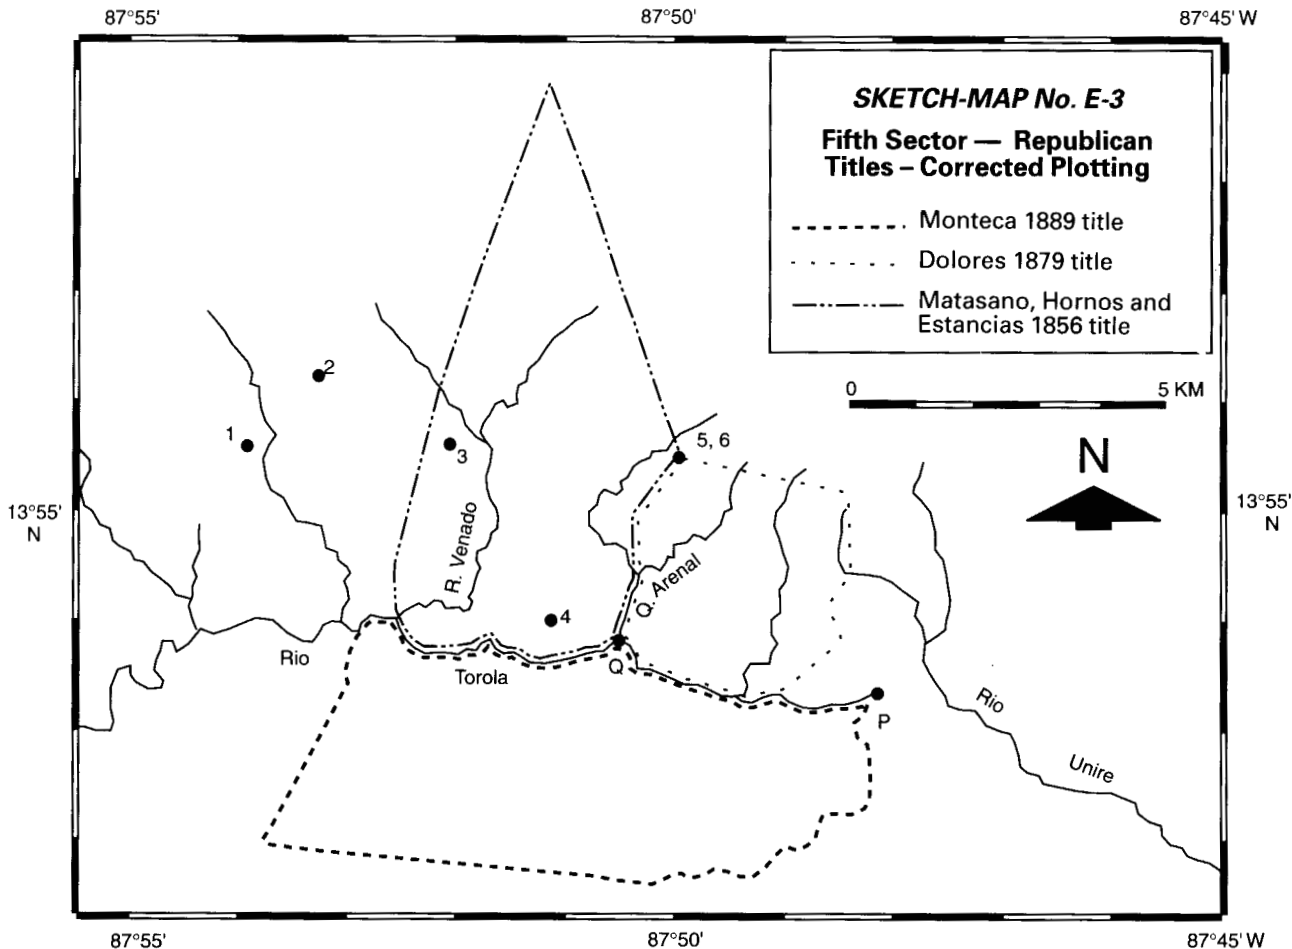 87°55'
87°50'
87°45' W
SKETCH-MAP No. E-3
Fifth Sector — Republican
Titles – Corrected Plotting
Monteca 1889 title
Dolores 1879 title
Matasano, Hornos and
Estancias 1856 title
0
5 KM
2
1
3
5, 6
N
13°55'
N
13°55'
N
R. Venado
Q. Arenal
4
Rio
Torola
Q
P
Rio
Unire
87°55'
87°50'
87°45' W